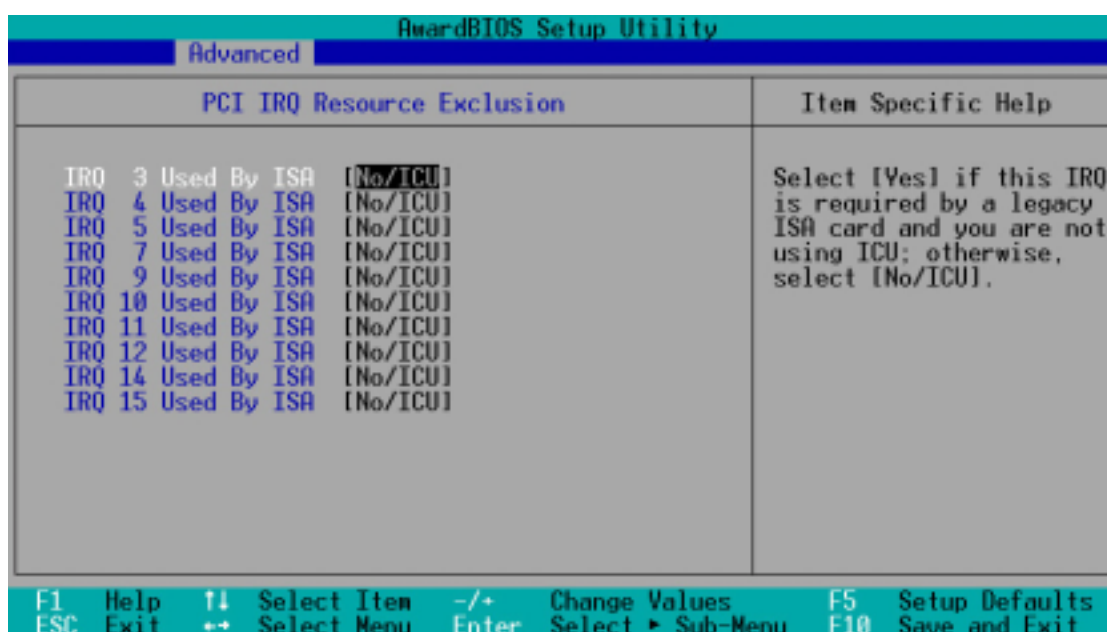 AwardBIOS Setup Utility
Advanced
PCI IRQ Resource Exclusion
Item Specific Help
IRQ 3 Used By ISA [No/ICU]
IRQ 4 Used By ISA [No/ICU]
IRQ 5 Used By ISA [No/ICU]
IRQ 7 Used By ISA [No/ICU]
IRQ 9 Used By ISA [No/ICU]
IRQ 10 Used By ISA [No/ICU]
IRQ 11 Used By ISA [No/ICU]
IRQ 12 Used By ISA [No/ICU]
IRQ 14 Used By ISA [No/ICU]
IRQ 15 Used By ISA [No/ICU]
Select [Yes] if this IRQ
is required by a legacy
ISA card and you are not
using ICU; otherwise,
select [No/ICU].
F1 Help ↑↓ Select Item -/+ Change Values F5 Setup Defaults
ESC Exit ←→ Select Menu Enter Select ► Sub-Menu F10 Save and Exit